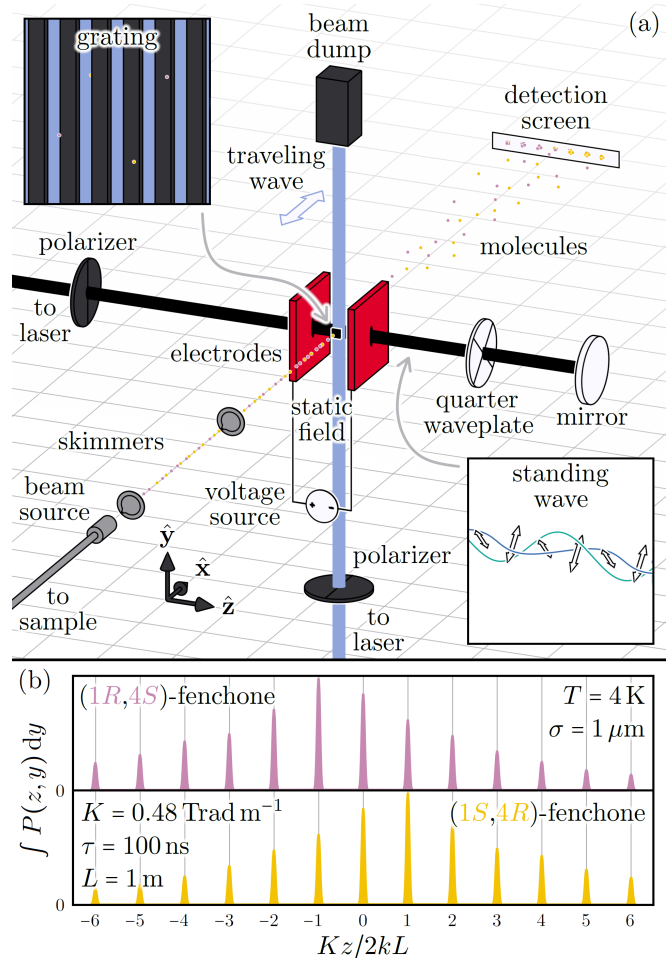 (a)
grating
beam
dump
detection
screen
traveling
wave
molecules
polarizer
to
laser
electrodes
static
field
quarter
waveplate
mirror
skimmers
beam
source
voltage
source
+ -
standing
wave
ŷ
x̂
ẑ
polarizer
to
sample
to
laser
(b)
(1R,4S)-fenchone
T = 4 K
σ = 1 μm
0
∫ P(z, y) dy
K = 0.48 Trad m⁻¹
τ = 100 ns
L = 1 m
(1S,4R)-fenchone
0
−6 −5 −4 −3 −2 −1 0 1 2 3 4 5 6
Kz/2kL